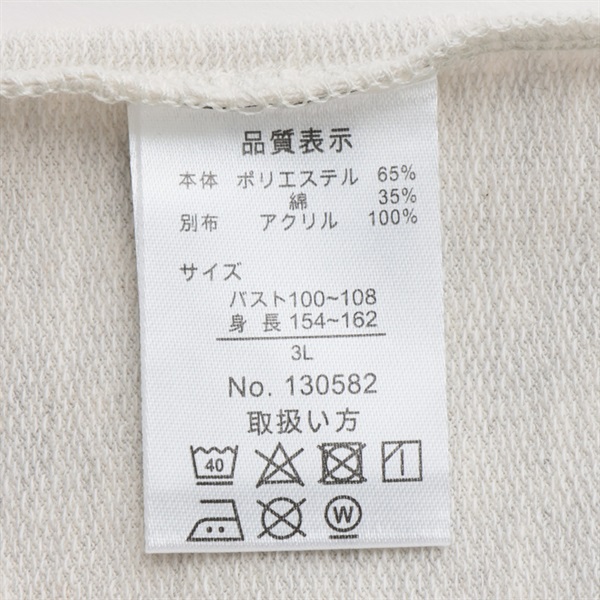 品質表示
本体 ポリエステル 65%
綿 35%
別布 アクリル 100%
サイズ
バスト100~108
身 長 154~162
3L
No. 130582
取扱い方
40
W